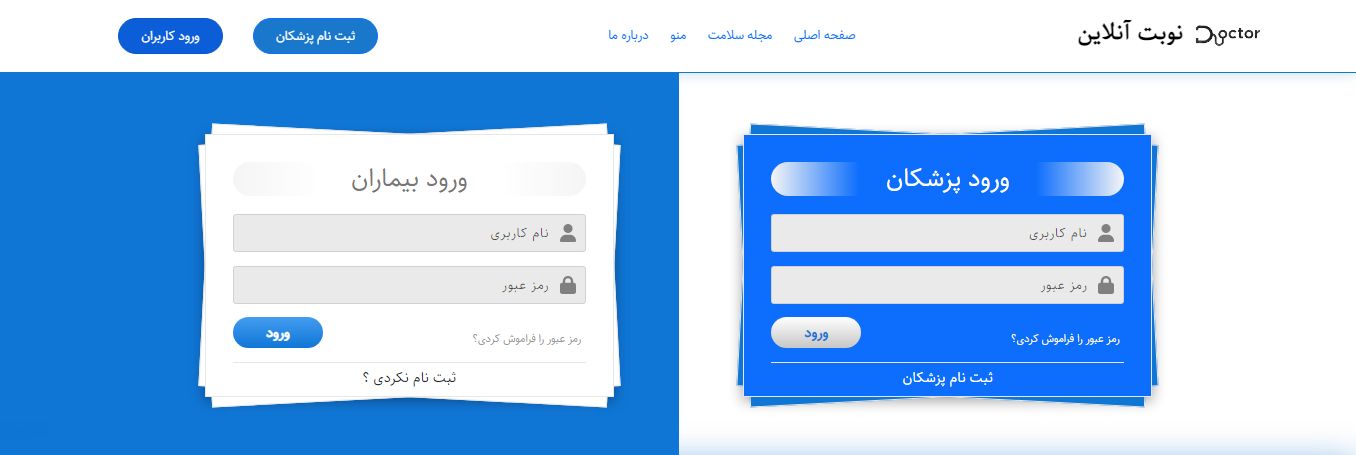 Doctor نوبت آنلاین
صفحه اصلی
مجله سلامت
منو
درباره ما
ثبت نام پزشکان
ورود کاربران
ورود پزشکان
نام کاربری
رمز عبور
رمز عبور را فراموش کردی؟
ورود
ثبت نام پزشکان
ورود بیماران
نام کاربری
رمز عبور
رمز عبور را فراموش کردی؟
ورود
ثبت نام نکردی ؟